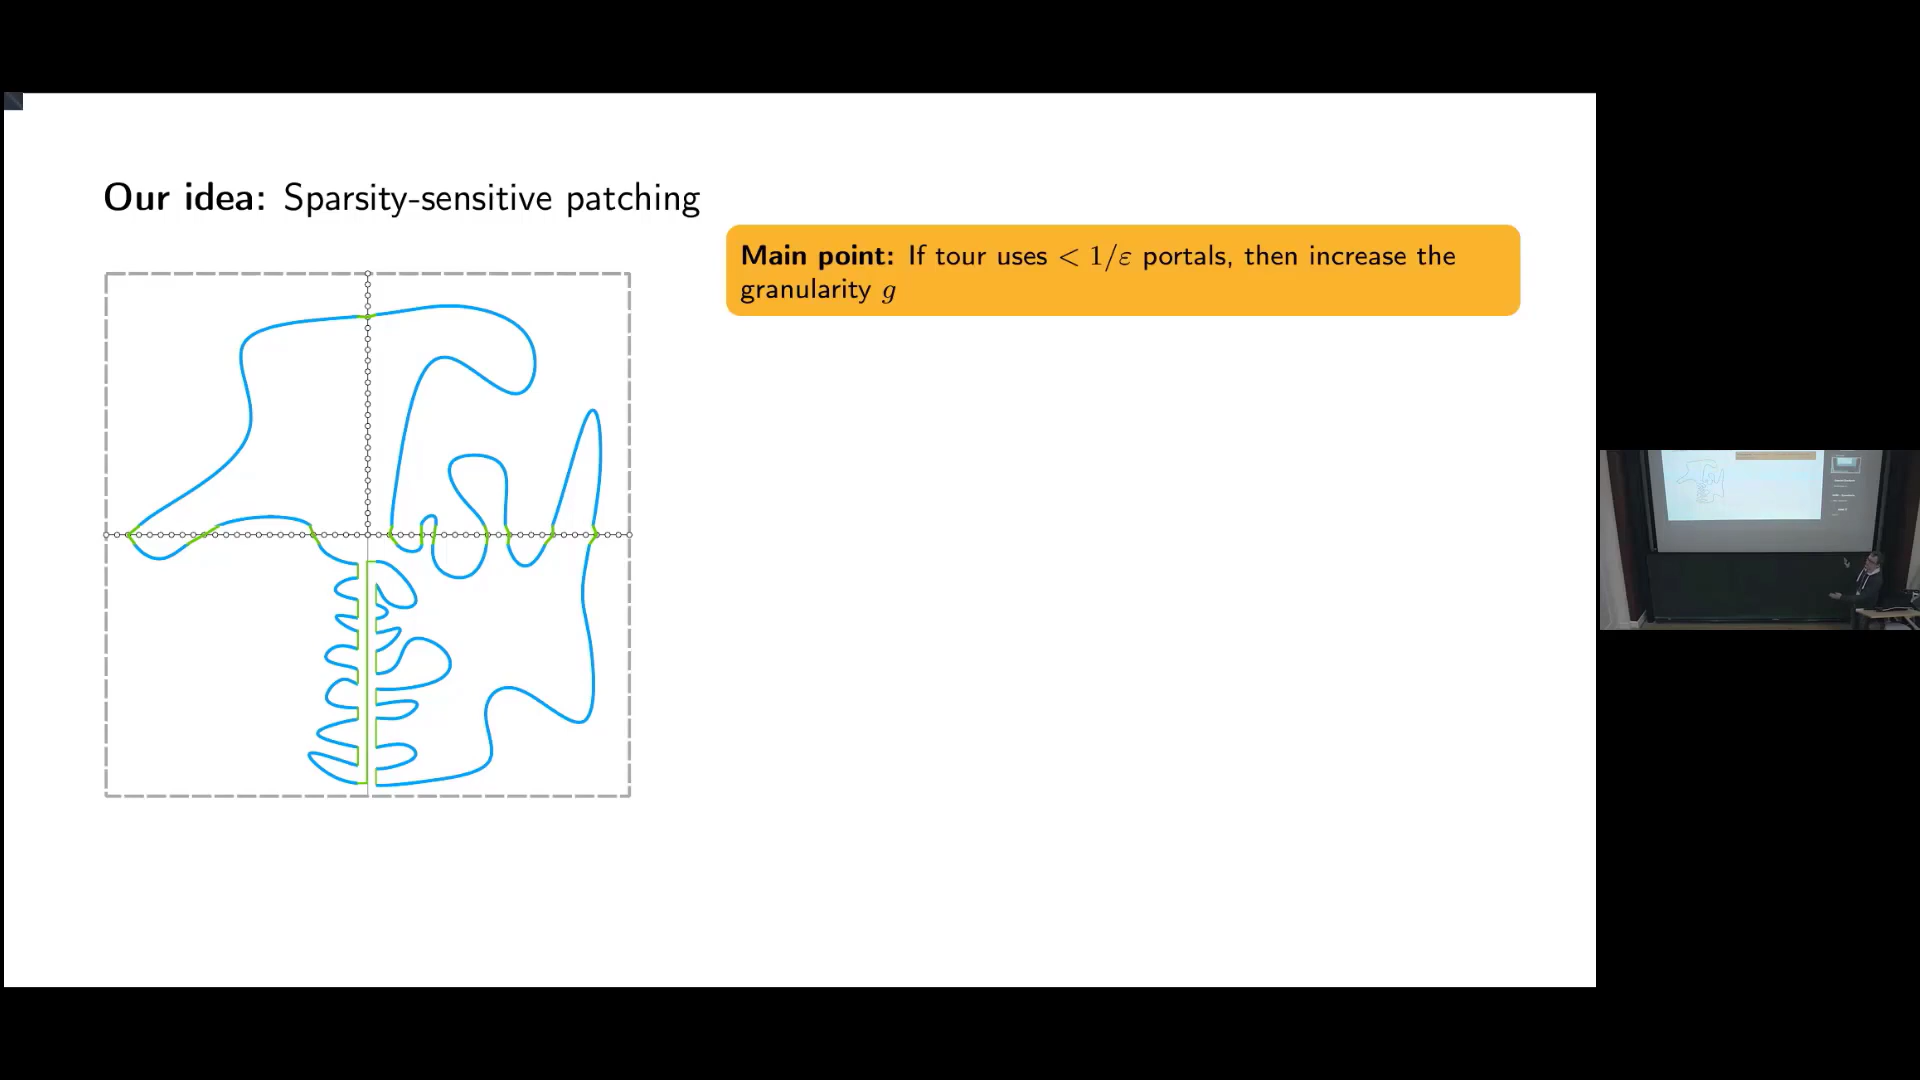 Our idea: Sparsity-sensitive patching
Main point: If tour uses < 1/ε portals, then increase the
granularity g